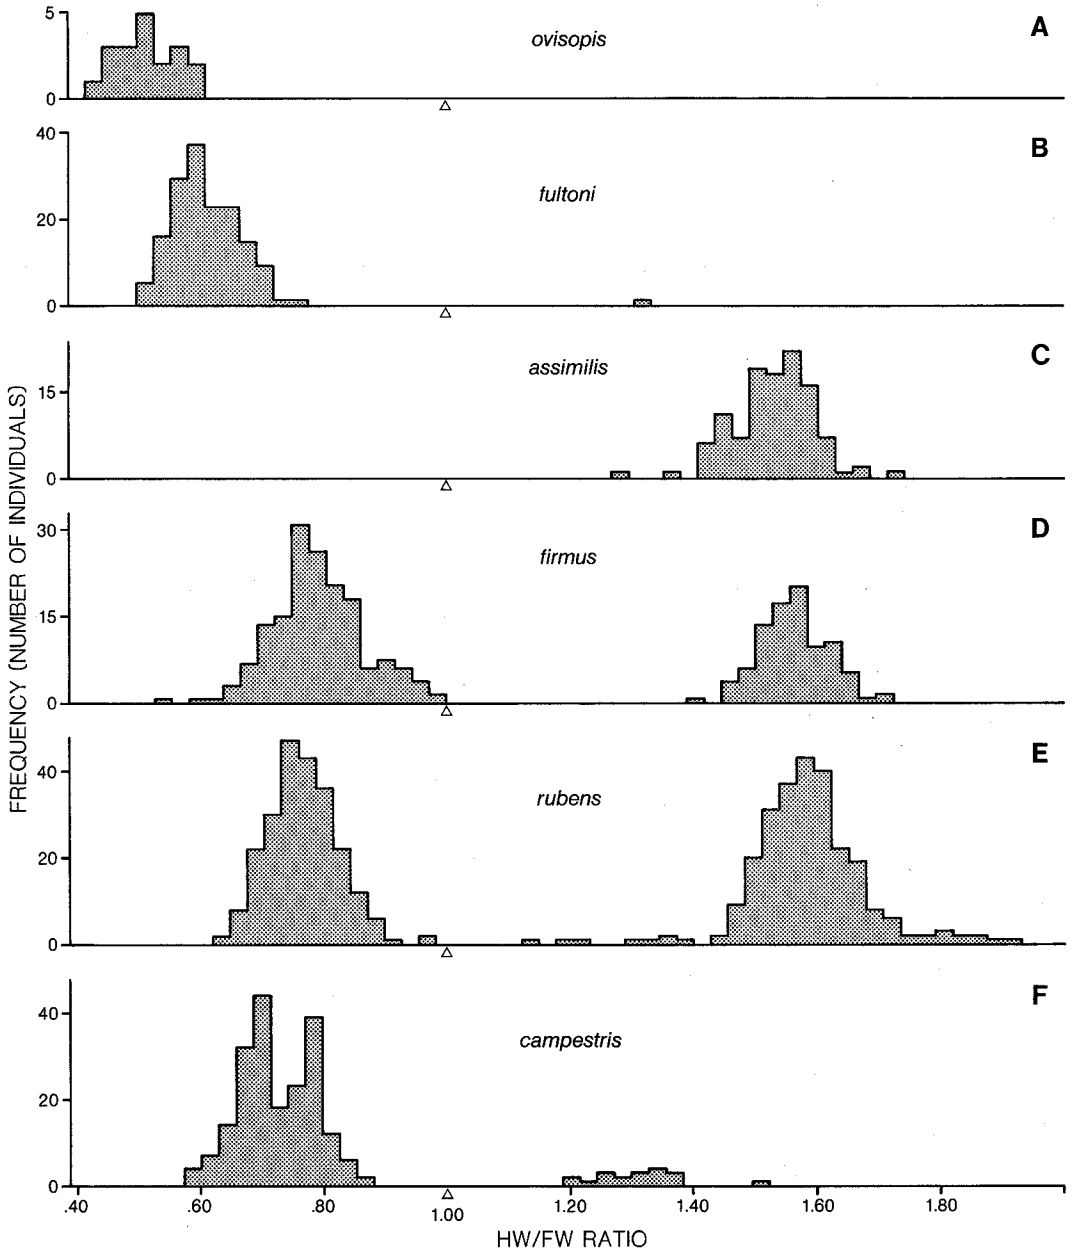 5
0
ovisopis
A
40
20
0
fultoni
B
15
0
assimilis
C
30
15
0
firmus
D
40
20
0
rubens
E
40
20
0
campestris
F
FREQUENCY (NUMBER OF INDIVIDUALS)
.40 .60 .80 1.00 1.20 1.40 1.60 1.80
HW/FW RATIO